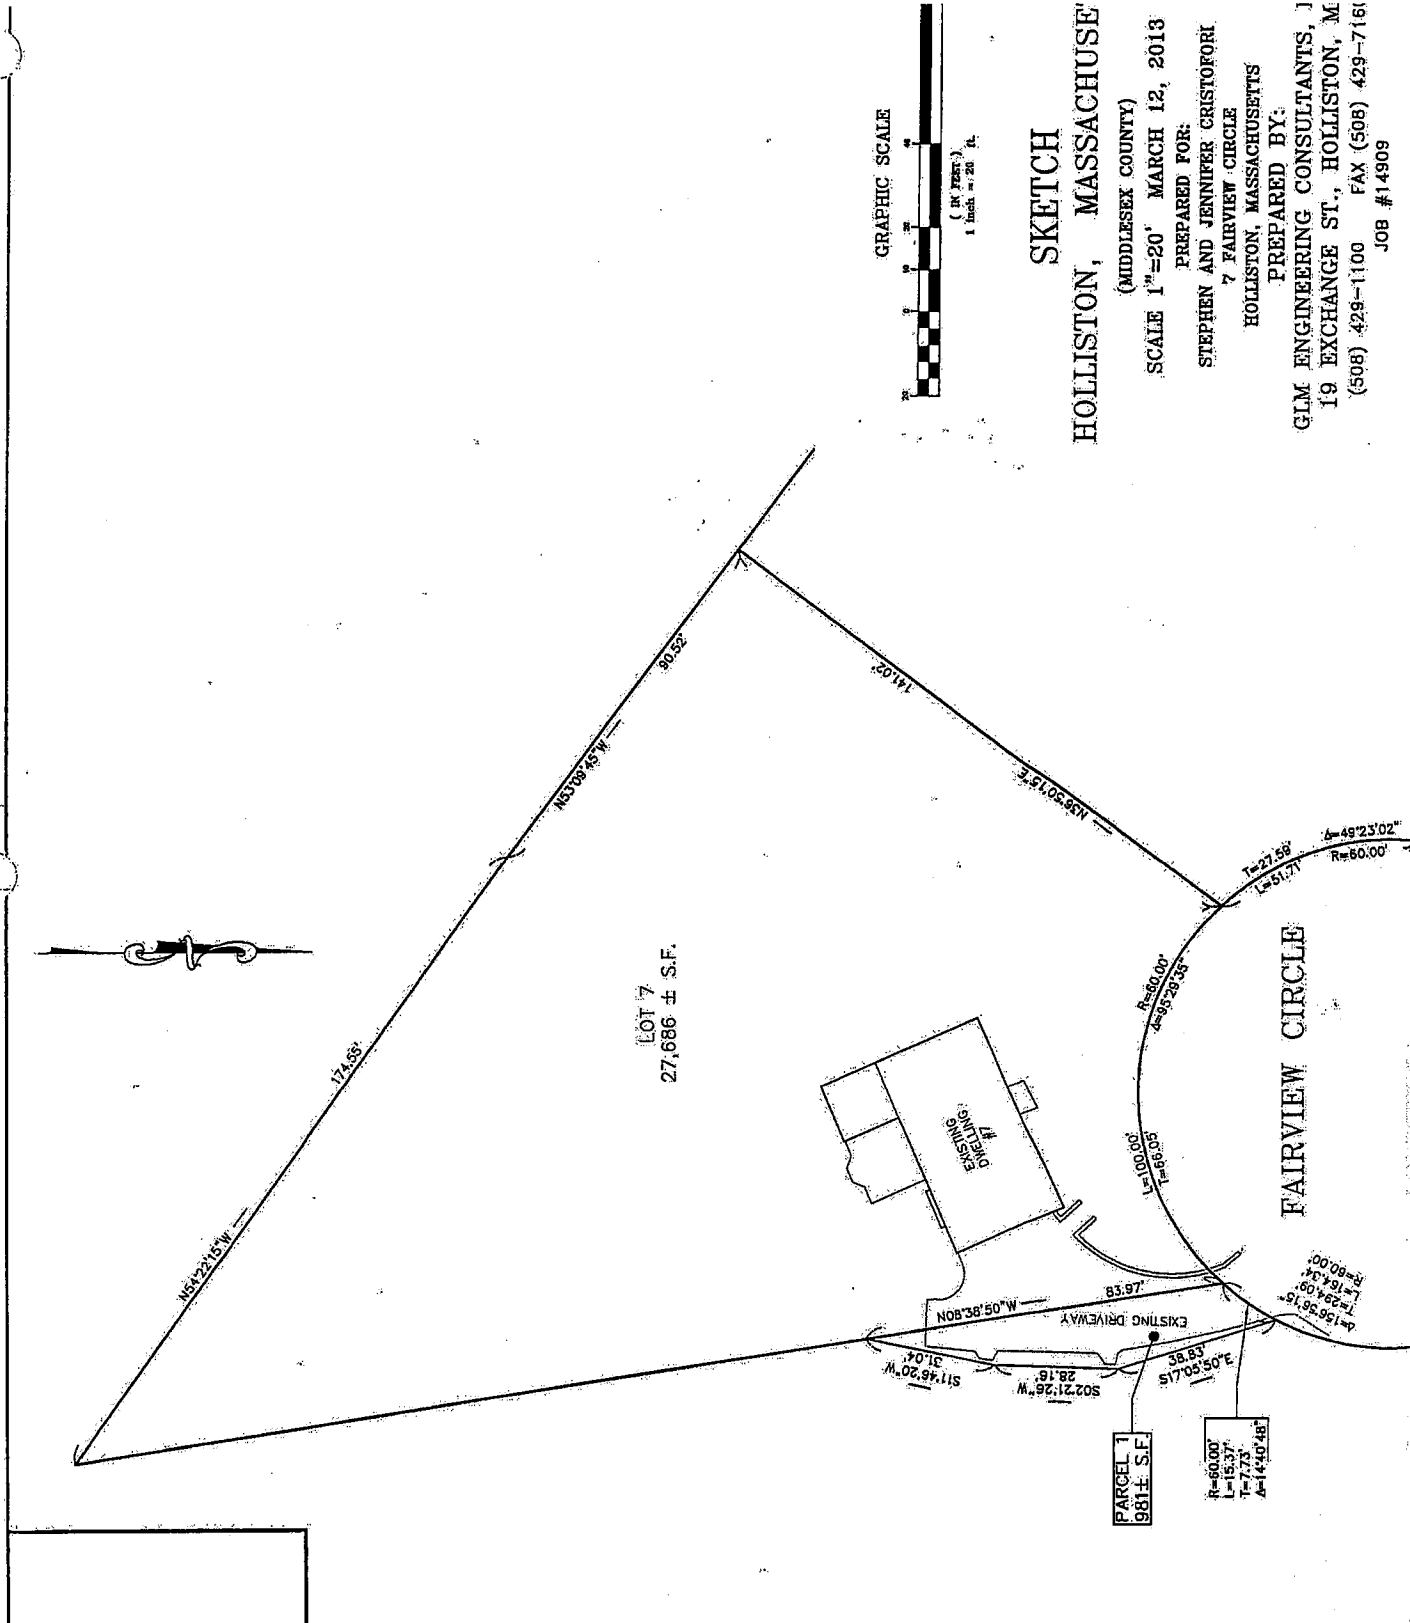 GRAPHIC SCALE
20 0 10 20 40
( IN FEET )
1 inch = 20 ft.
SKETCH
HOLLISTON, MASSACHUSE
(MIDDLESEX COUNTY)
SCALE 1"=20' MARCH 12, 2013
PREPARED FOR:
STEPHEN AND JENNIFER CRISTOFORI
7 FAIRVIEW CIRCLE
HOLLISTON, MASSACHUSETTS
PREPARED BY:
GLM ENGINEERING CONSULTANTS,
19 EXCHANGE ST., HOLLISTON, M
(508) 429-1100 FAX (508) 429-716
JOB #14909
N54°22'15"W
174.55'
N53°09'45"W
90.52'
141.02'
N36°50'15"E
LOT 7
27,686 ± S.F.
EXISTING
DWELLING
#7
T=27.59'
L=51.71'
Δ=49°23'02"
R=60.00'
R=60.00'
Δ=95°29'35"
L=100.00'
T=66.05'
FAIRVIEW CIRCLE
Δ=156°56'15"
T=294.09'
L=164.34'
R=60.00'
N08°38'50"W
83.97'
EXISTING DRIVEWAY
31.04'
S11°46'20"W
28.16'
S02°21'26"W
38.83'
S17°05'50"E
PARCEL 1
981± S.F.
R=60.00'
L=15.37'
T=7.73'
Δ=14°40'48"